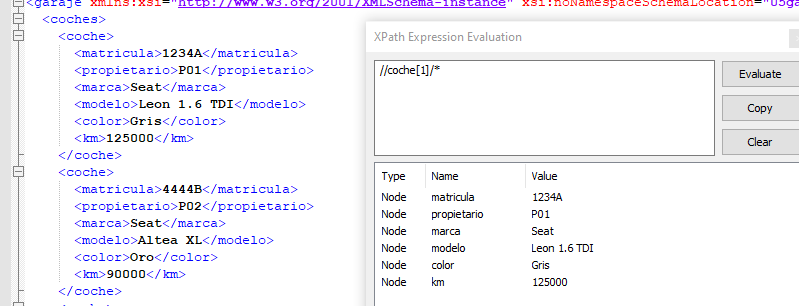 <garaje xmlns:xsi="http://www.w3.org/2001/XMLSchema-instance" xsi:noNamespaceSchemaLocation="05ga
<coches>
<coche>
<matricula>1234A</matricula>
<propietario>P01</propietario>
<marca>Seat</marca>
<modelo>Leon 1.6 TDI</modelo>
<color>Gris</color>
<km>125000</km>
</coche>
<coche>
<matricula>4444B</matricula>
<propietario>P02</propietario>
<marca>Seat</marca>
<modelo>Altea XL</modelo>
<color>Oro</color>
<km>90000</km>
</coche>
XPath Expression Evaluation
//coche[1]/*
Evaluate
Copy
Clear
Type Name Value
Node matricula 1234A
Node propietario P01
Node marca Seat
Node modelo Leon 1.6 TDI
Node color Gris
Node km 125000